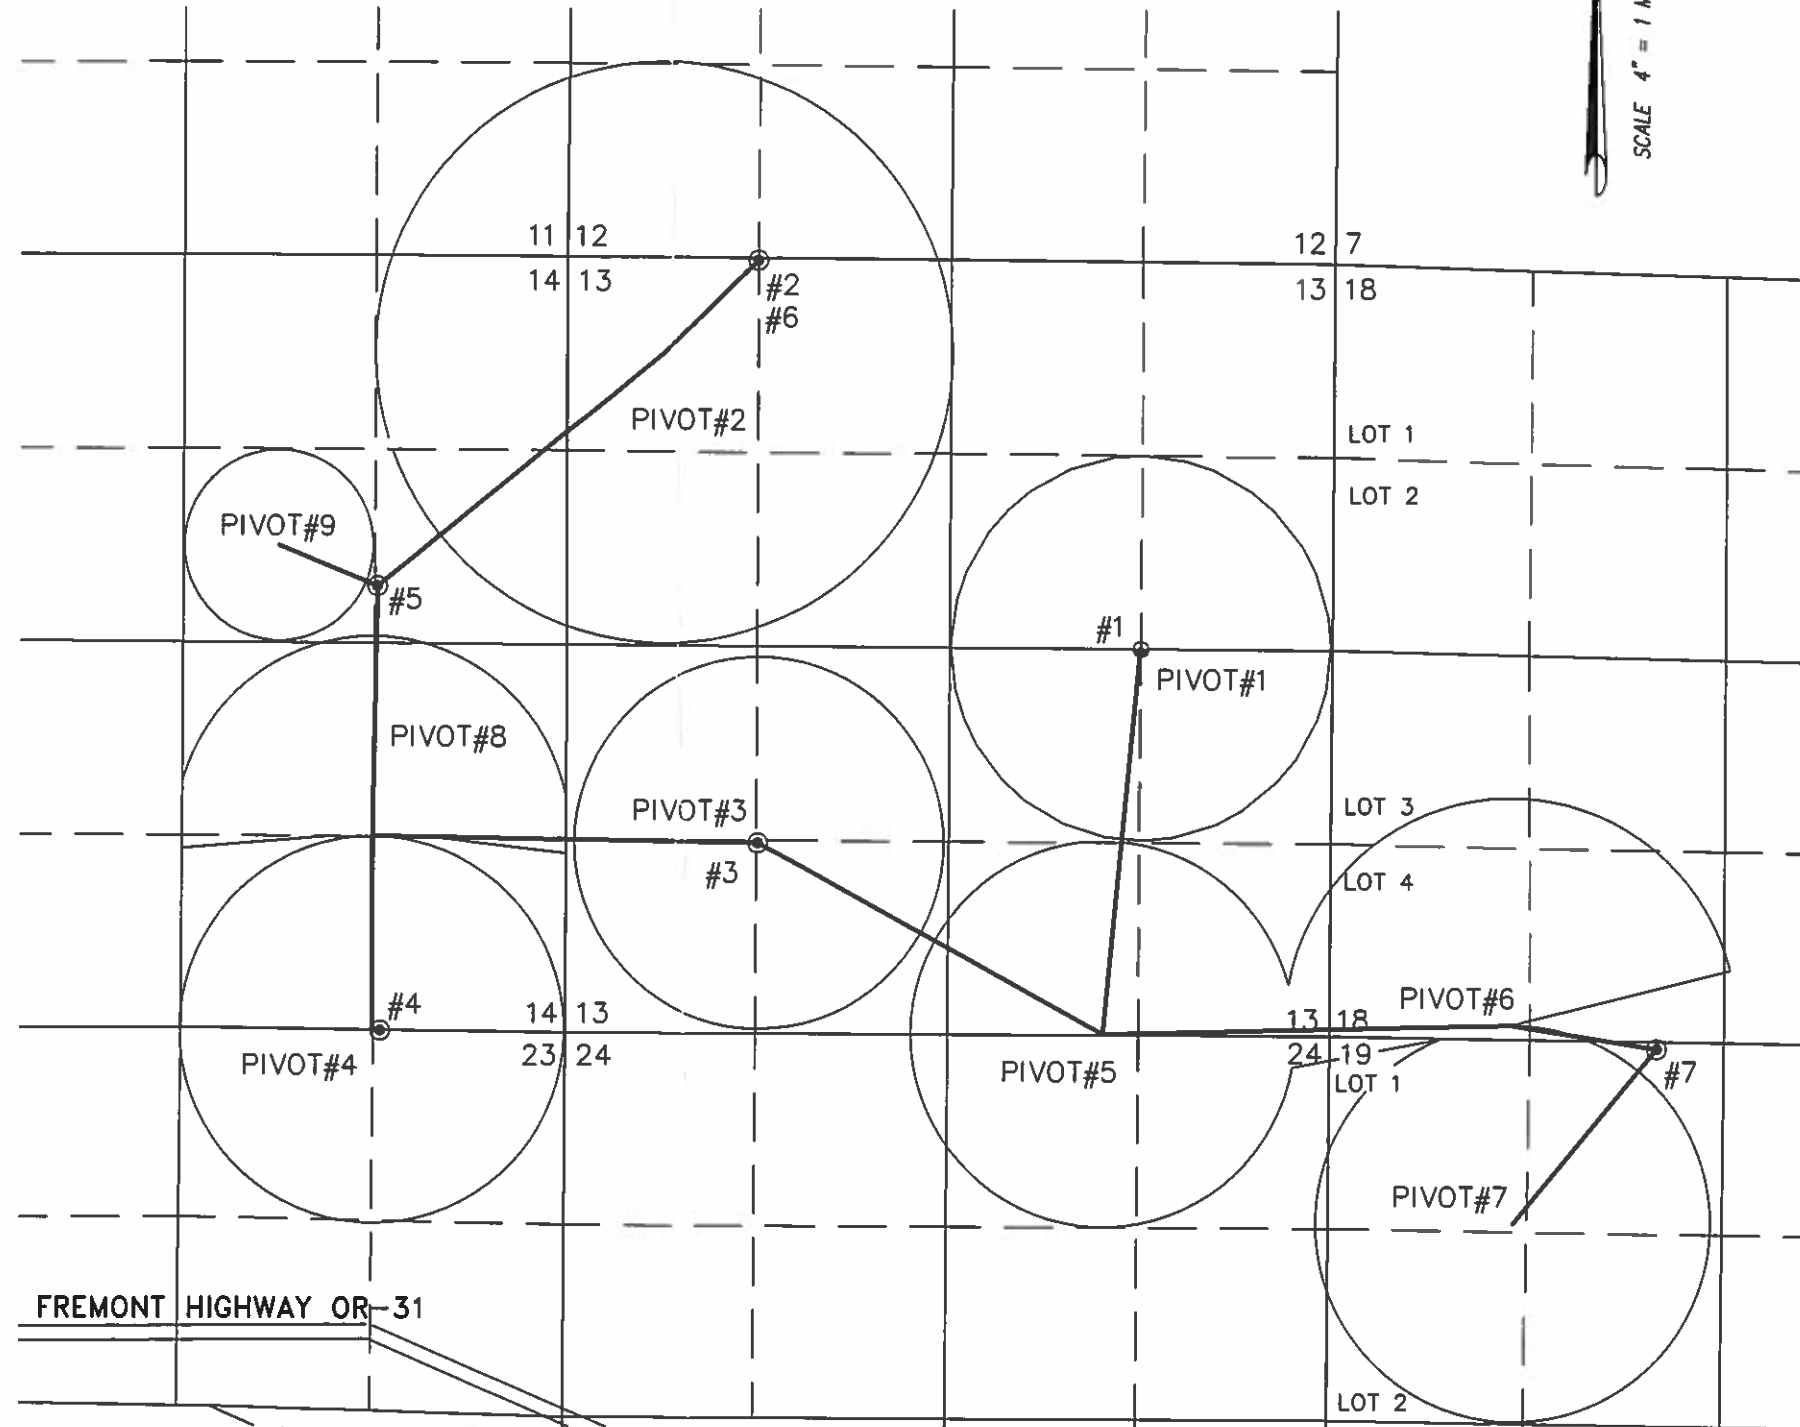 SCALE 4" = 1 M
11 12
14 13
12 7
13 18
#2
#6
PIVOT#2
LOT 1
LOT 2
PIVOT#9
#5
#1
PIVOT#1
PIVOT#8
PIVOT#3
#3
LOT 3
LOT 4
#4
PIVOT#4
14 13
23 24
PIVOT#6
13 18
24 19
PIVOT#5
LOT 1
#7
PIVOT#7
FREMONT HIGHWAY OR-31
LOT 2